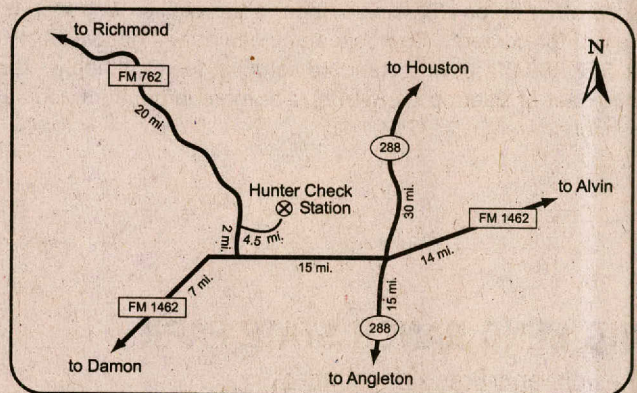 to Richmond
FM 762
20 mi.
N
to Houston
288
30 mi.
Hunter Check
Station
to Alvin
FM 1462
2 mi.
4.5 mi.
15 mi.
14 mi.
7 mi.
FM 1462
15 mi.
288
to Damon
to Angleton